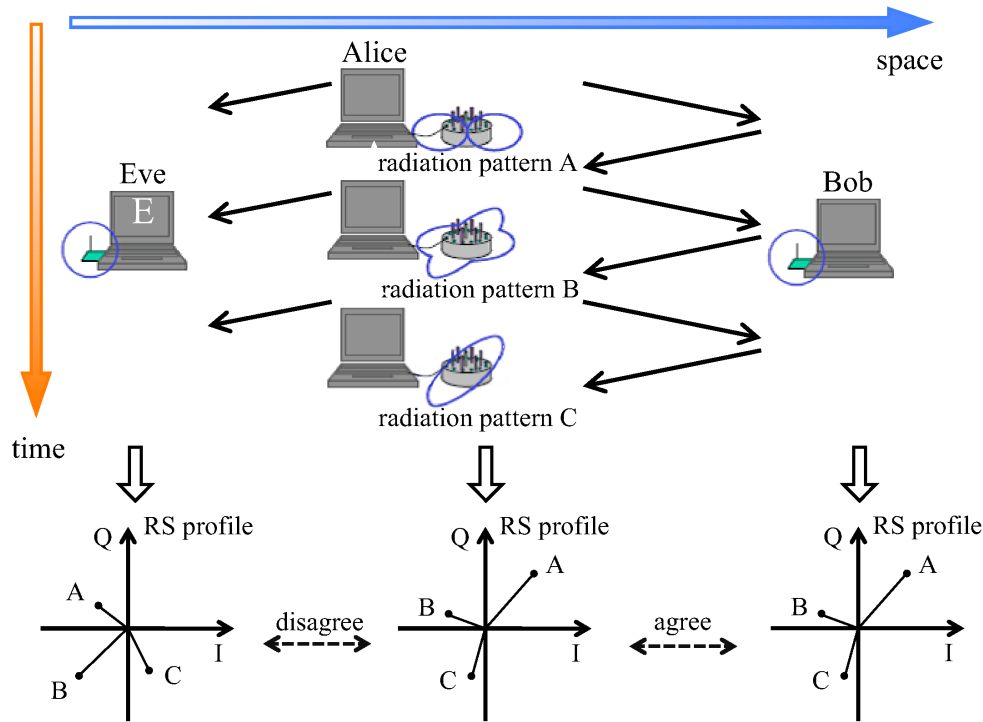 space
Alice
radiation pattern A
Eve
E
Bob
radiation pattern B
radiation pattern C
time
RS profile
Q
A
B
C
I
disagree
RS profile
Q
A
B
C
I
agree
RS profile
Q
A
B
C
I